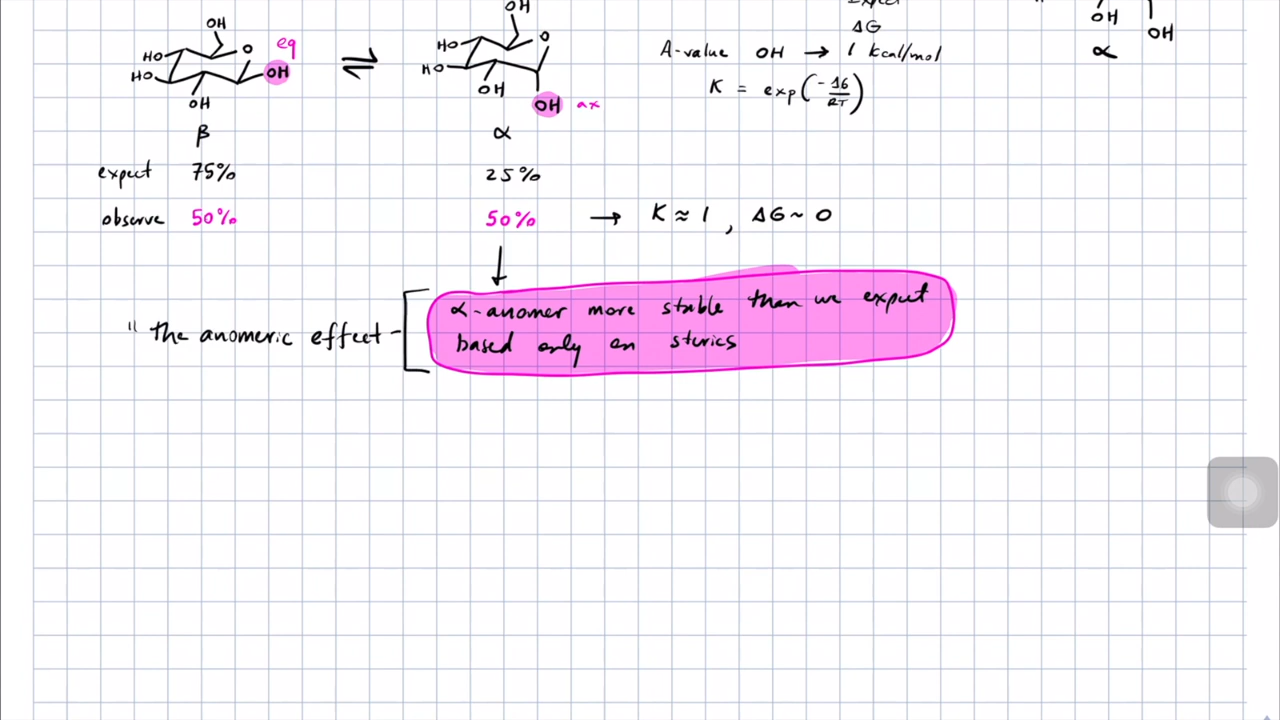 expect
ΔG
A-value OH → 1 kcal/mol
K = exp(-ΔG/RT)
OH
OH
α
OH
HO
HO
O
eq
OH
OH
β
⇌
OH
HO
HO
O
OH
OH ax
α
expect 75% 25%
observe 50% 50% → K ≈ 1, ΔG ~ 0
↓
" the anomeric effect
α-anomer more stable than we expect
based only on sterics